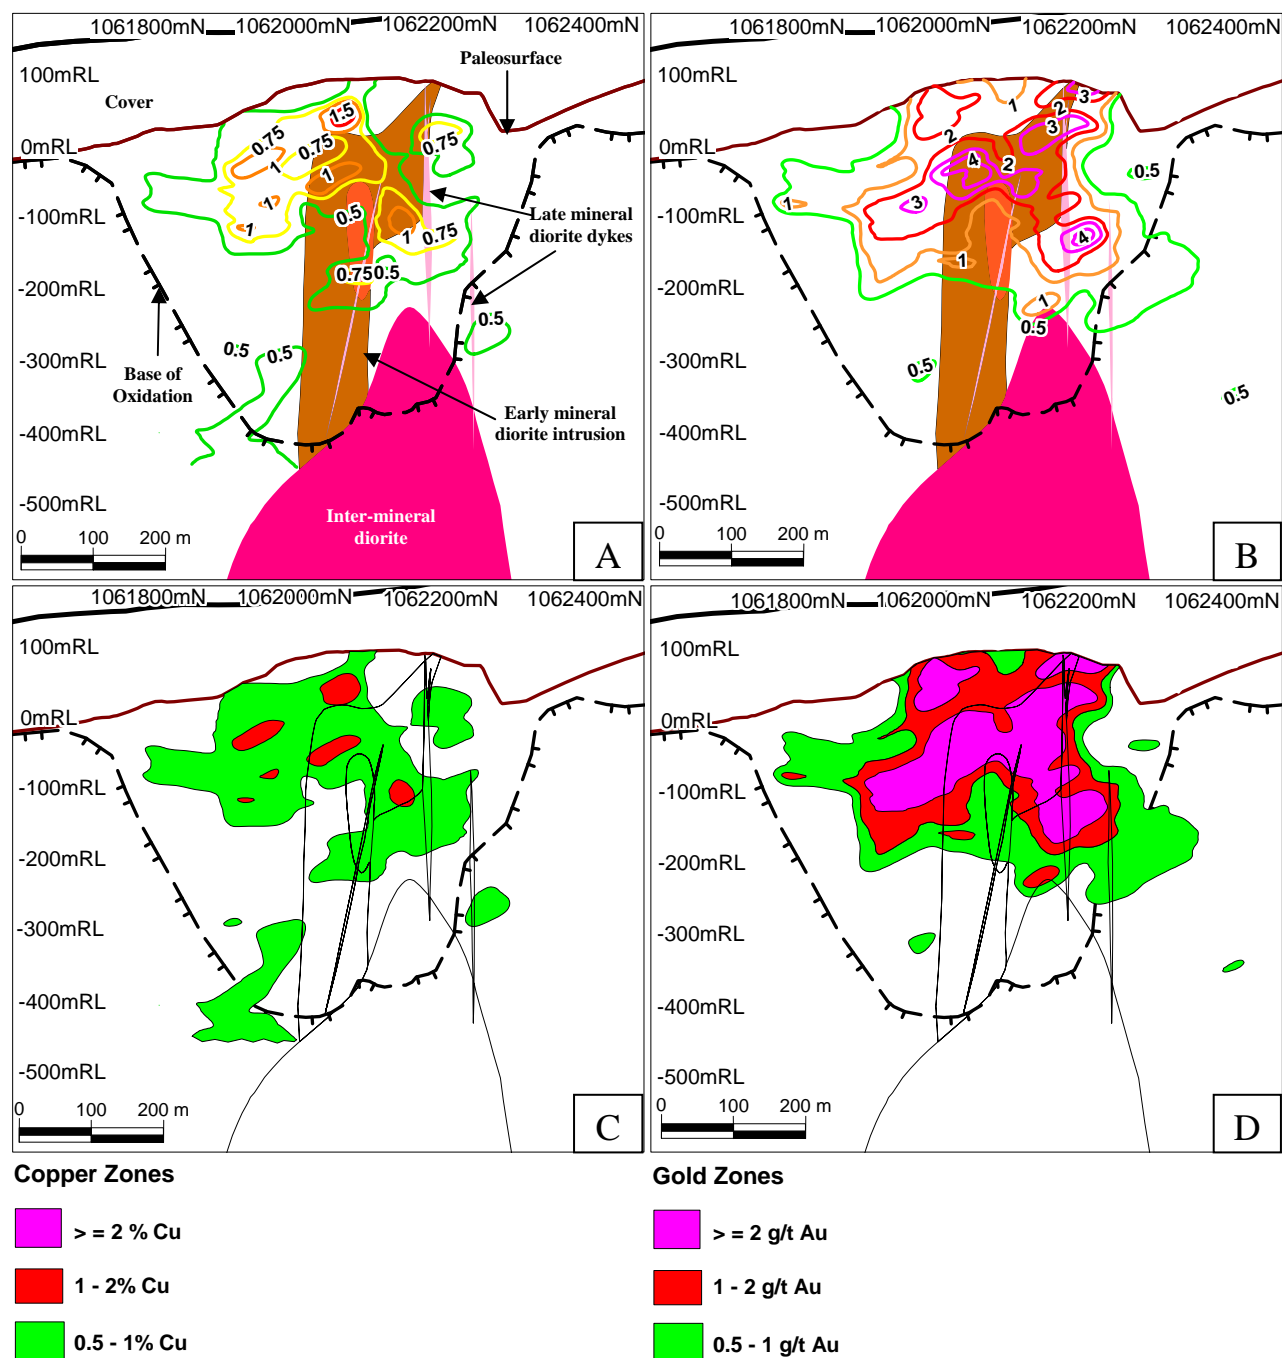 1061800mN 1062000mN 1062200mN 1062400mN
Paleosurface
100mRL
Cover
1.5
0.75
0.75
0.75
0mRL
1
1
1
0.5
-100mRL
1
1
0.75
Late mineral
diorite dykes
0.75
0.5
-200mRL
0.5
-300mRL
0.5
0.5
Base of
Oxidation
Early mineral
diorite intrusion
-400mRL
-500mRL
Inter-mineral
diorite
0 100 200 m
A
1061800mN 1062000mN 1062200mN 1062400mN
100mRL
1
3
2
2
3
0mRL
4
2
0.5
-100mRL
1
3
4
1
-200mRL
1
0.5
-300mRL
0.5
0.5
-400mRL
-500mRL
0 100 200 m
B
1061800mN 1062000mN 1062200mN 1062400mN
100mRL
0mRL
-100mRL
-200mRL
-300mRL
-400mRL
-500mRL
0 100 200 m
C
1061800mN 1062000mN 1062200mN 1062400mN
100mRL
0mRL
-100mRL
-200mRL
-300mRL
-400mRL
-500mRL
0 100 200 m
D
Copper Zones
> = 2 % Cu
1 - 2% Cu
0.5 - 1% Cu
Gold Zones
> = 2 g/t Au
1 - 2 g/t Au
0.5 - 1 g/t Au